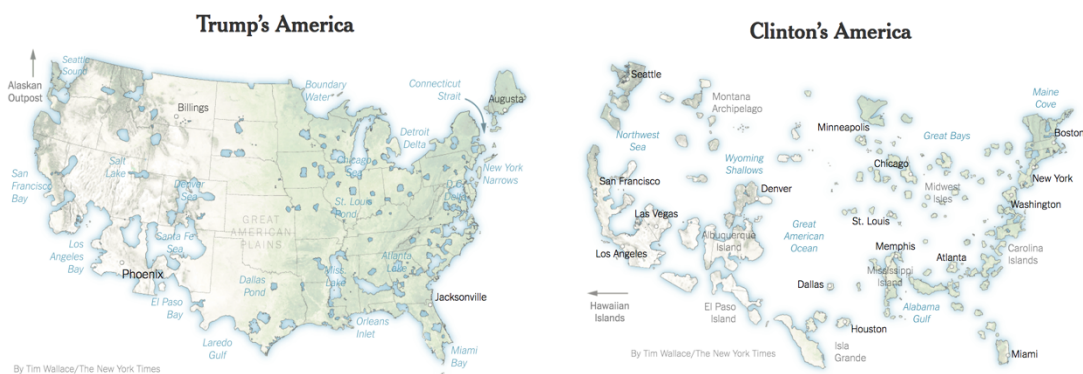 Trump's America
Seattle
Sound
Alaskan
Outpost
Billings
Boundary
Water
Connecticut
Strait
Augusta
Detroit
Delta
Chicago
Sea
New York
Narrows
Salt
Lake
Denver
Sea
San
Francisco
Bay
St. Louis
Pond
D.C.
GREAT
AMERICAN
PLAINS
Santa Fe
Sea
Los
Angeles
Bay
Phoenix
Atlanta
Lake
Miss.
Lake
Dallas
Pond
Jacksonville
El Paso
Bay
Orleans
Inlet
Laredo
Gulf
Miami
Bay
By Tim Wallace/The New York Times
Clinton's America
Seattle
Montana
Archipelago
Maine
Cove
Minneapolis
Great Bays
Boston
Northwest
Sea
Wyoming
Shallows
Chicago
New York
San Francisco
Denver
Midwest
Isles
Washington
Las Vegas
St. Louis
Great
American
Ocean
Albuquerque
Island
Los Angeles
Memphis
Carolina
Islands
Atlanta
Mississippi
Island
Dallas
Hawaiian
Islands
El Paso
Island
Alabama
Gulf
Houston
Isla
Grande
Miami
By Tim Wallace/The New York Times